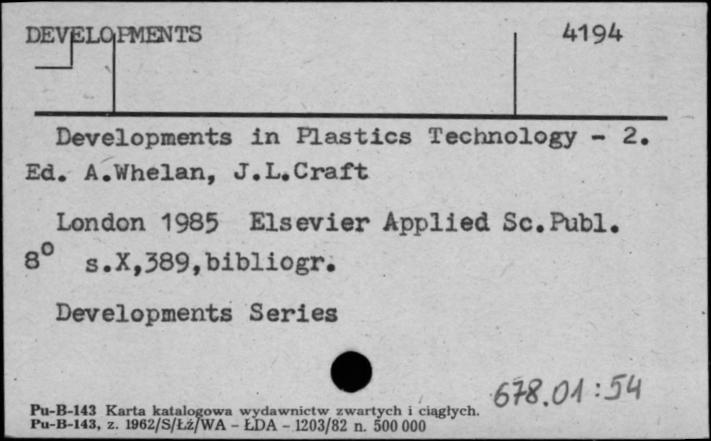 DEVELOPMENTS 4194
Developments in Plastics Technology - 2.
Ed. A.Whelan, J.L.Craft
London 1985 Elsevier Applied Sc.Publ.
8° s.X,389,bibliogr.
Developments Series
678.01:54
Pu-B-143 Karta katalogowa wydawnictw zwartych i ciągłych.
Pu-B-143, z. 1962/S/Łź/WA - ŁDA - 1203/82 n. 500 000